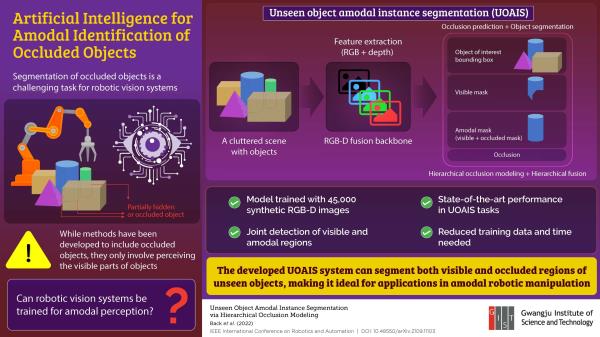 Artificial Intelligence for
Amodal Identification of
Occluded Objects
Segmentation of occluded objects is a
challenging task for robotic vision systems
Partially hidden
or occluded object
While methods have been
developed to include occluded
objects, they only involve perceiving
the visible parts of objects
Can robotic vision systems be
trained for amodal perception?
?
Unseen object amodal instance segmentation (UOAIS)
A cluttered scene
with objects
Feature extraction
(RGB + depth)
RGB-D fusion backbone
Occlusion prediction + Object segmentation
Object of interest
bounding box
Visible mask
Amodal mask
(visible + occluded mask)
Occlusion
Hierarchical occlusion modeling + Hierarchical fusion
Model trained with 45,000
synthetic RGB-D images
State-of-the-art performance
in UOAIS tasks
Joint detection of visible and
amodal regions
Reduced training data and time
needed
The developed UOAIS system can segment both visible and occluded regions of
unseen objects, making it ideal for applications in amodal robotic manipulation
Unseen Object Amodal Instance Segmentation
via Hierarchical Occlusion Modeling
Back et al. (2022)
IEEE International Conference on Robotics and Automation | DOI: 10.48550/arXiv.2109.11103
GIST
Gwangju Institute of
Science and Technology